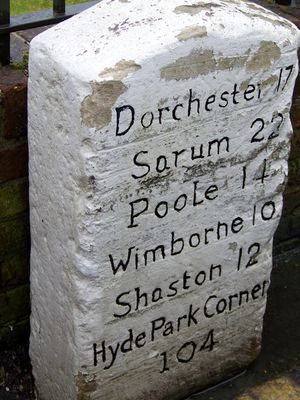 Dorchester 17
Sarum 22
Poole 14
Wimborne 10
Shaston 12
Hyde Park Corner
104